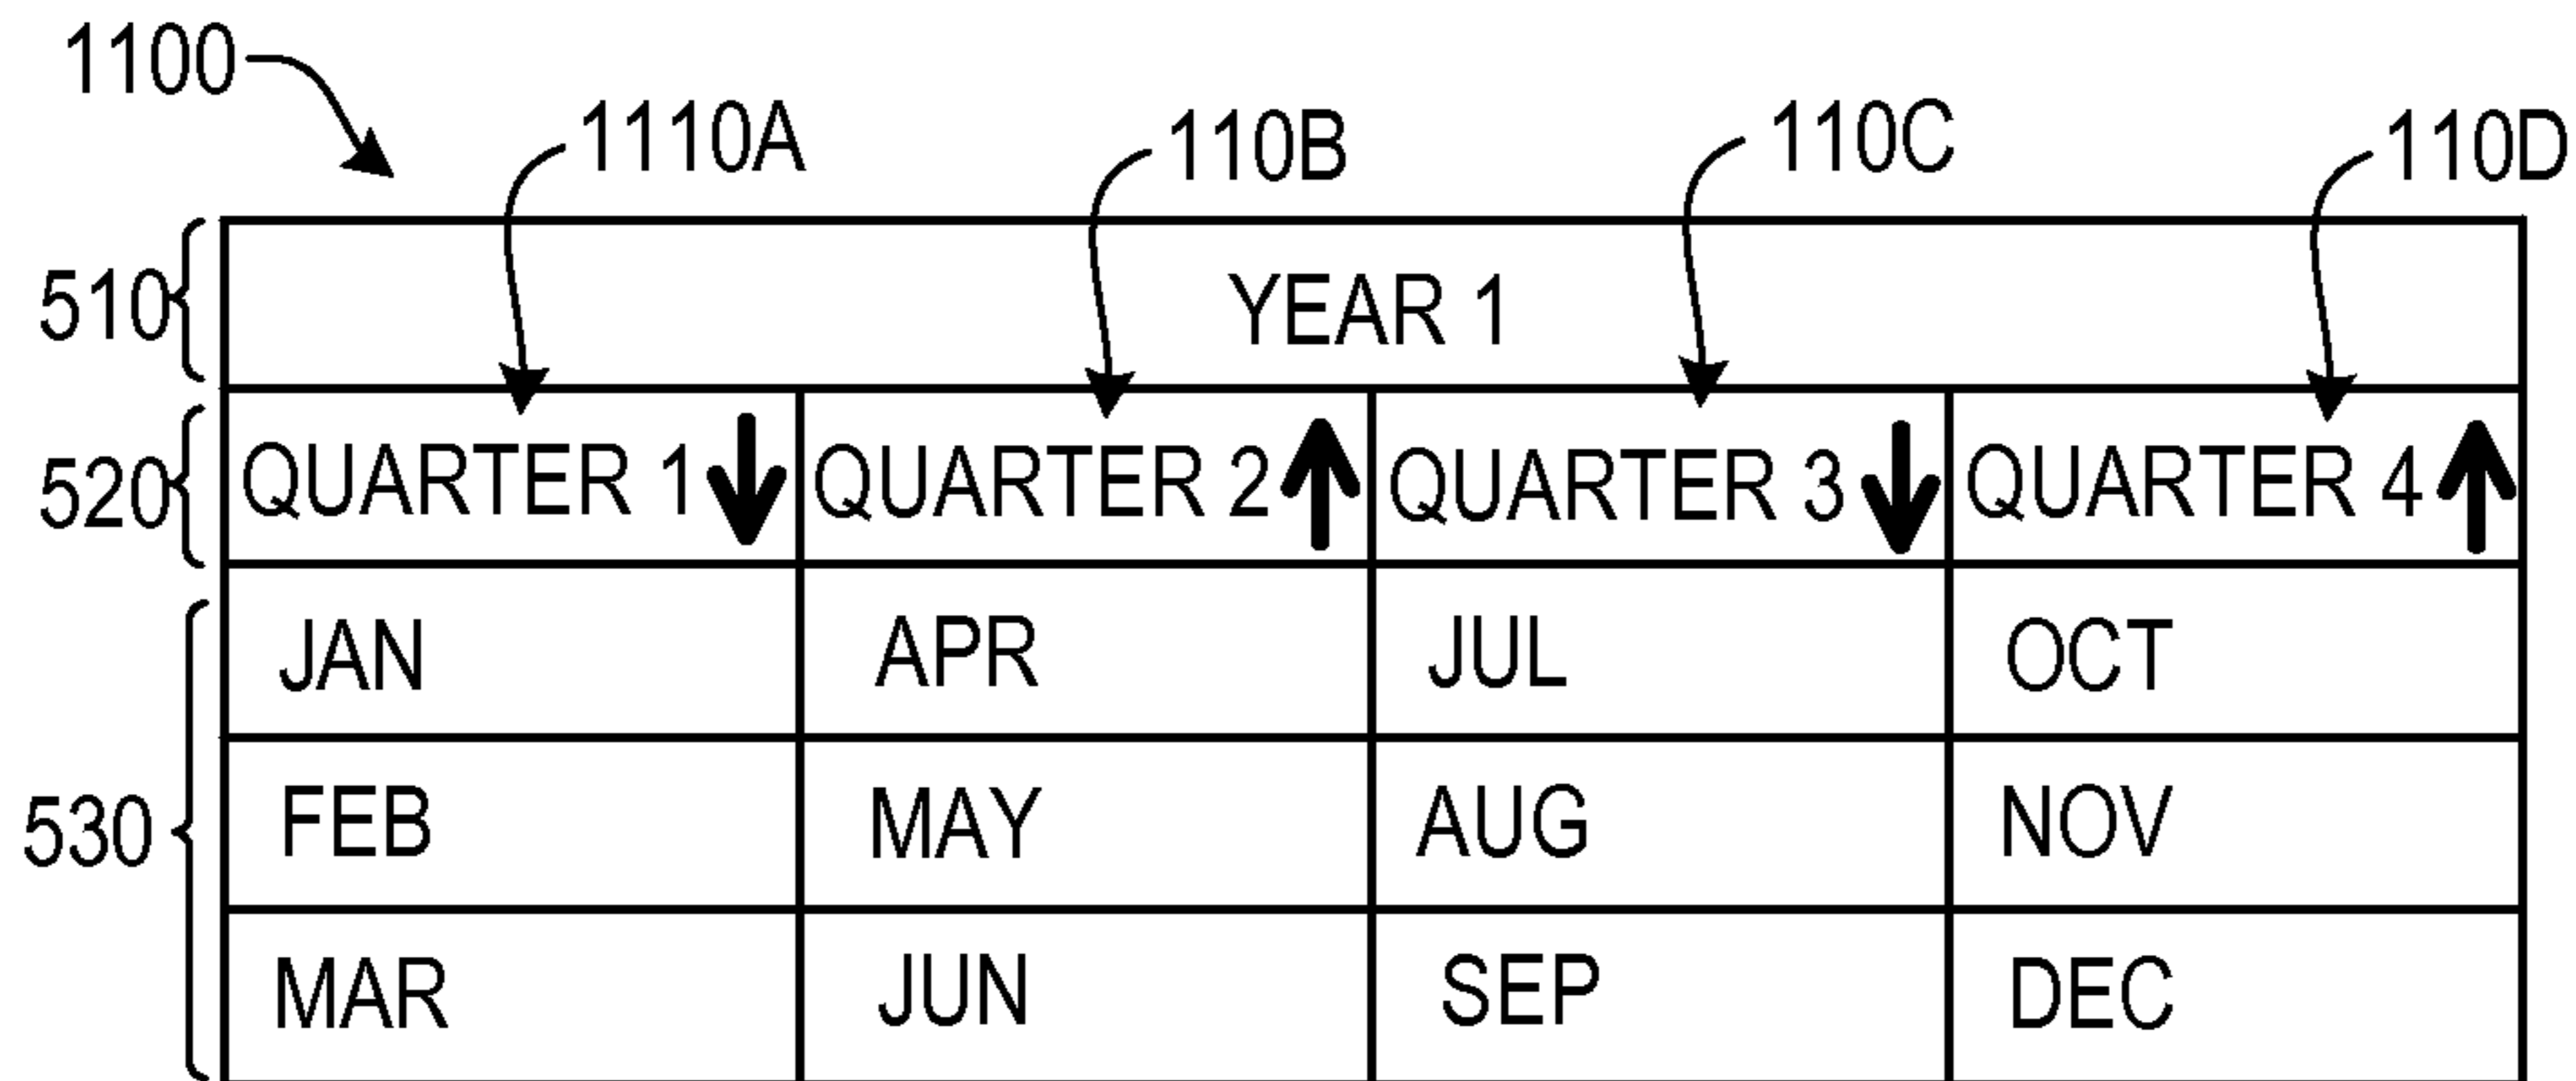 1100
1110A 110B 110C 110D
510 YEAR 1
520 QUARTER 1 ↓ QUARTER 2 ↑ QUARTER 3 ↓ QUARTER 4 ↑
JAN APR JUL OCT
530 FEB MAY AUG NOV
MAR JUN SEP DEC